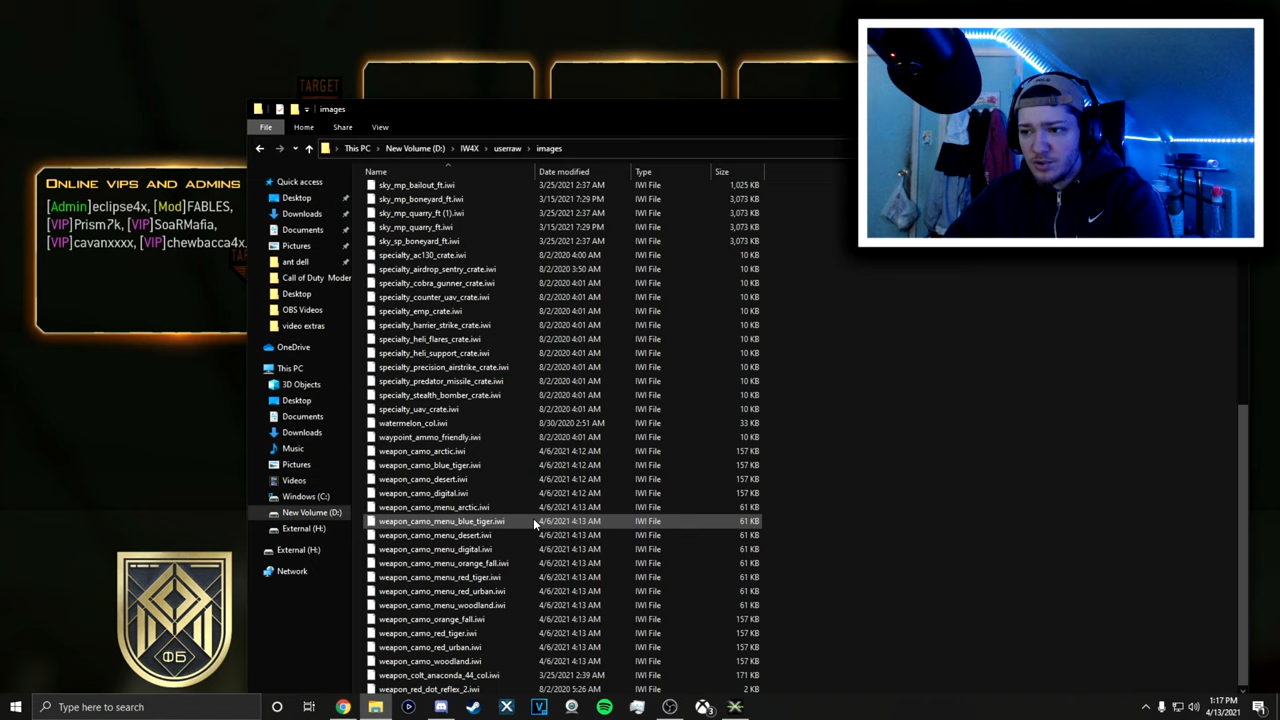 TARGET
ONLINE VIPS AND ADMINS
[Admin]eclipse4x, [Mod]FABLES,
[VIP]Prism7k, [VIP]SoaRMafia,
[VIP]cavanxxxx, [VIP]chewbacca4x
ФБ
images
File Home Share View
This PC New Volume (D:) IW4X userraw images
Quick access
Desktop
Downloads
Documents
Pictures
ant dell
Call of Duty Moder
Desktop
OBS Videos
video extras
OneDrive
This PC
3D Objects
Desktop
Documents
Downloads
Music
Pictures
Videos
Windows (C:)
New Volume (D:)
External (H:)
External (H:)
Network
Name Date modified Type Size
sky_mp_bailout_ft.iwi 3/25/2021 2:37 AM IWI File 1,025 KB
sky_mp_boneyard_ft.iwi 3/15/2021 7:29 PM IWI File 3,073 KB
sky_mp_quarry_ft (1).iwi 3/25/2021 2:37 AM IWI File 3,073 KB
sky_mp_quarry_ft.iwi 3/15/2021 7:29 PM IWI File 3,073 KB
sky_sp_boneyard_ft.iwi 3/25/2021 2:37 AM IWI File 3,073 KB
specialty_ac130_crate.iwi 8/2/2020 4:00 AM IWI File 10 KB
specialty_airdrop_sentry_crate.iwi 8/2/2020 3:50 AM IWI File 10 KB
specialty_cobra_gunner_crate.iwi 8/2/2020 4:01 AM IWI File 10 KB
specialty_counter_uav_crate.iwi 8/2/2020 4:01 AM IWI File 10 KB
specialty_emp_crate.iwi 8/2/2020 4:01 AM IWI File 10 KB
specialty_harrier_strike_crate.iwi 8/2/2020 4:01 AM IWI File 10 KB
specialty_heli_flares_crate.iwi 8/2/2020 4:01 AM IWI File 10 KB
specialty_heli_support_crate.iwi 8/2/2020 4:01 AM IWI File 10 KB
specialty_precision_airstrike_crate.iwi 8/2/2020 4:01 AM IWI File 10 KB
specialty_predator_missile_crate.iwi 8/2/2020 4:01 AM IWI File 10 KB
specialty_stealth_bomber_crate.iwi 8/2/2020 4:01 AM IWI File 10 KB
specialty_uav_crate.iwi 8/2/2020 4:01 AM IWI File 10 KB
watermelon_col.iwi 8/30/2020 2:51 AM IWI File 33 KB
waypoint_ammo_friendly.iwi 8/2/2020 4:01 AM IWI File 10 KB
weapon_camo_arctic.iwi 4/6/2021 4:12 AM IWI File 157 KB
weapon_camo_blue_tiger.iwi 4/6/2021 4:12 AM IWI File 157 KB
weapon_camo_desert.iwi 4/6/2021 4:12 AM IWI File 157 KB
weapon_camo_digital.iwi 4/6/2021 4:12 AM IWI File 157 KB
weapon_camo_menu_arctic.iwi 4/6/2021 4:13 AM IWI File 61 KB
weapon_camo_menu_blue_tiger.iwi 4/6/2021 4:13 AM IWI File 61 KB
weapon_camo_menu_desert.iwi 4/6/2021 4:13 AM IWI File 61 KB
weapon_camo_menu_digital.iwi 4/6/2021 4:13 AM IWI File 61 KB
weapon_camo_menu_orange_fall.iwi 4/6/2021 4:13 AM IWI File 61 KB
weapon_camo_menu_red_tiger.iwi 4/6/2021 4:13 AM IWI File 61 KB
weapon_camo_menu_red_urban.iwi 4/6/2021 4:13 AM IWI File 61 KB
weapon_camo_menu_woodland.iwi 4/6/2021 4:13 AM IWI File 61 KB
weapon_camo_orange_fall.iwi 4/6/2021 4:13 AM IWI File 157 KB
weapon_camo_red_tiger.iwi 4/6/2021 4:13 AM IWI File 157 KB
weapon_camo_red_urban.iwi 4/6/2021 4:13 AM IWI File 157 KB
weapon_camo_woodland.iwi 4/6/2021 4:13 AM IWI File 157 KB
weapon_colt_anaconda_44_col.iwi 3/25/2021 2:39 AM IWI File 171 KB
weapon_red_dot_reflex_2.iwi 8/2/2020 5:26 AM IWI File 2 KB
Type here to search
1:17 PM
4/13/2021